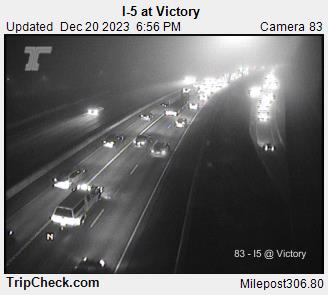 I-5 at Victory
Updated Dec 20 2023 6:56 PM Camera 83
T
N
83 - I5 @ Victory
TripCheck.com Milepost306.80